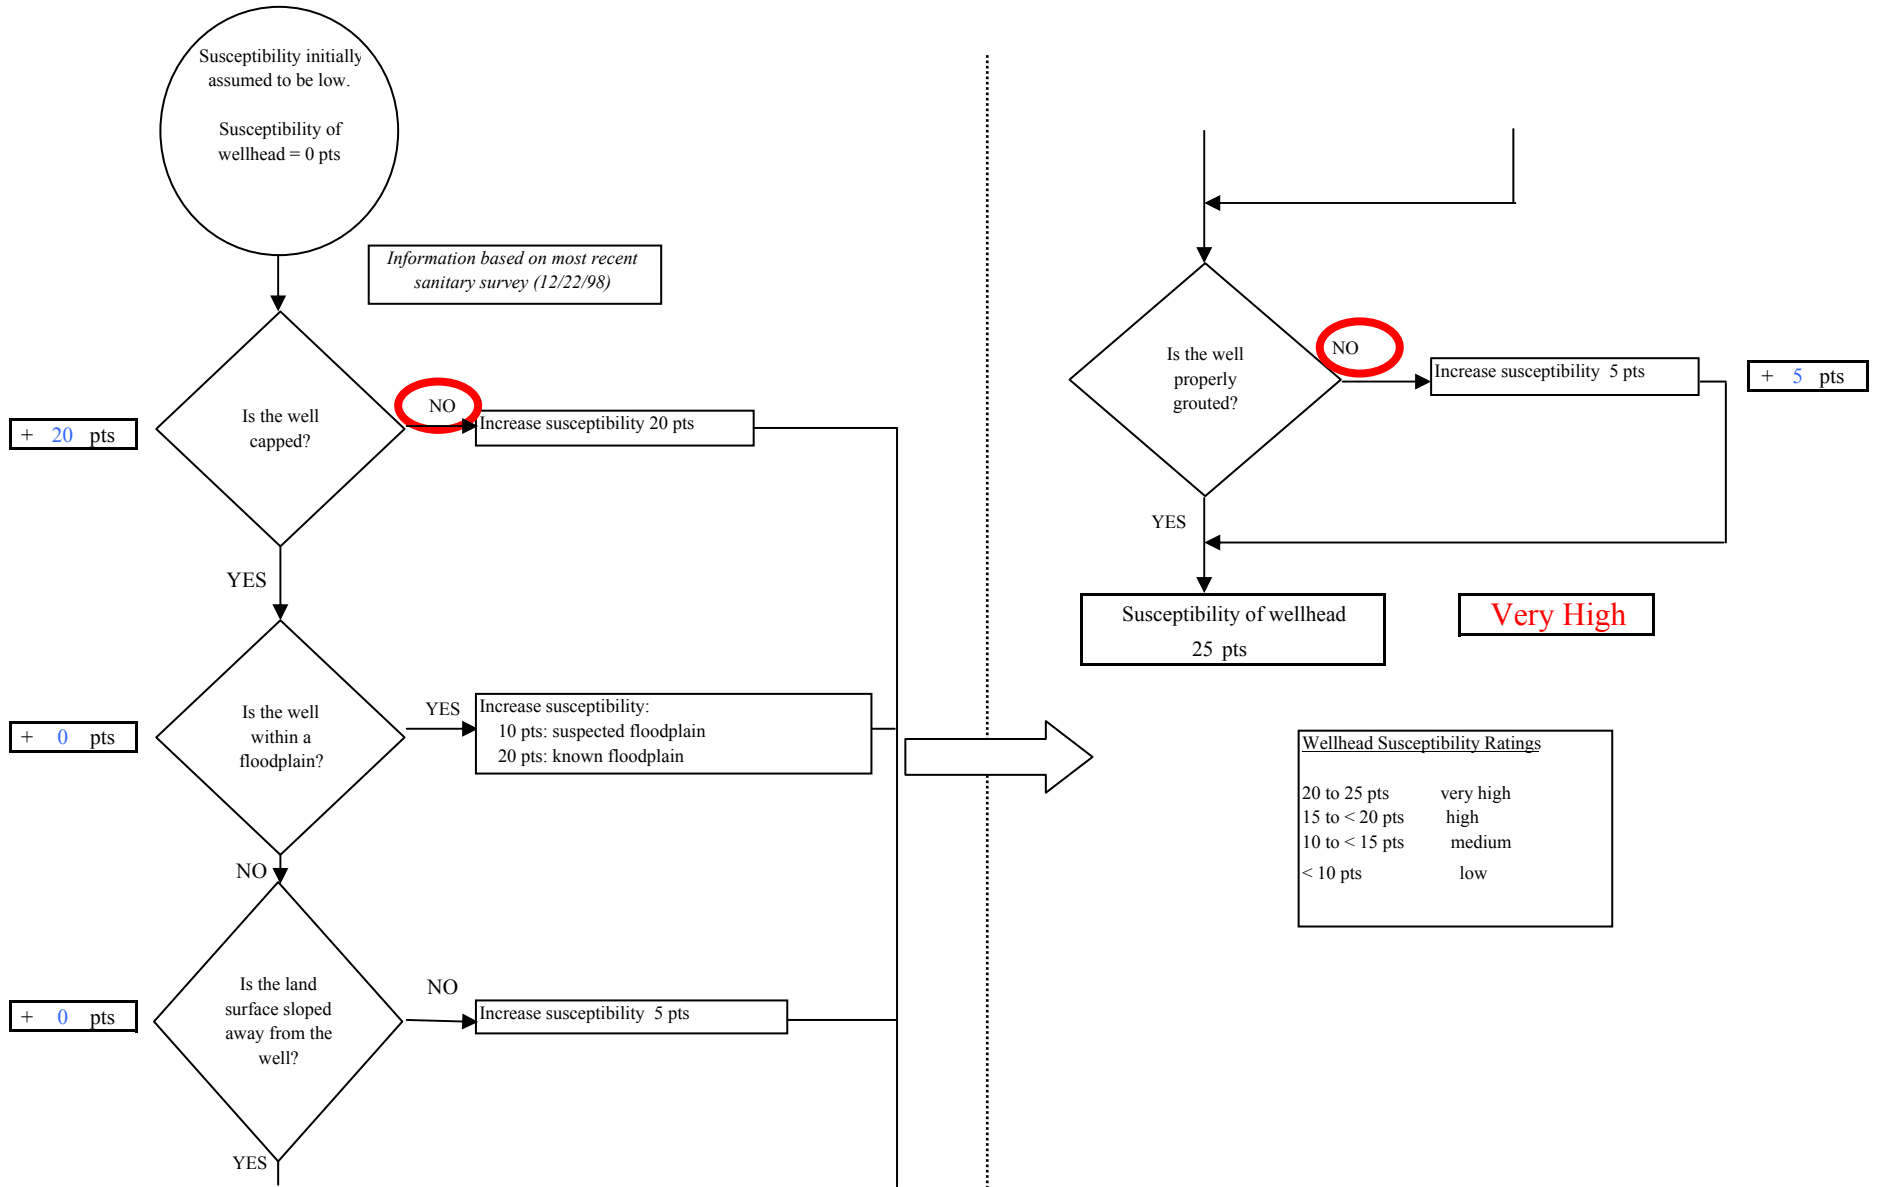 Susceptibility initially
assumed to be low.
Susceptibility of
wellhead = 0 pts
Information based on most recent
sanitary survey (12/22/98)
Is the well
capped?
NO
Increase susceptibility 20 pts
+ 20 pts
YES
Is the well
within a
floodplain?
YES
Increase susceptibility:
10 pts: suspected floodplain
20 pts: known floodplain
+ 0 pts
NO
Is the land
surface sloped
away from the
well?
NO
Increase susceptibility 5 pts
+ 0 pts
YES
Is the well
properly
grouted?
NO
Increase susceptibility 5 pts
+ 5 pts
YES
Susceptibility of wellhead
25 pts
Very High
Wellhead Susceptibility Ratings
20 to 25 pts very high
15 to < 20 pts high
10 to < 15 pts medium
< 10 pts low